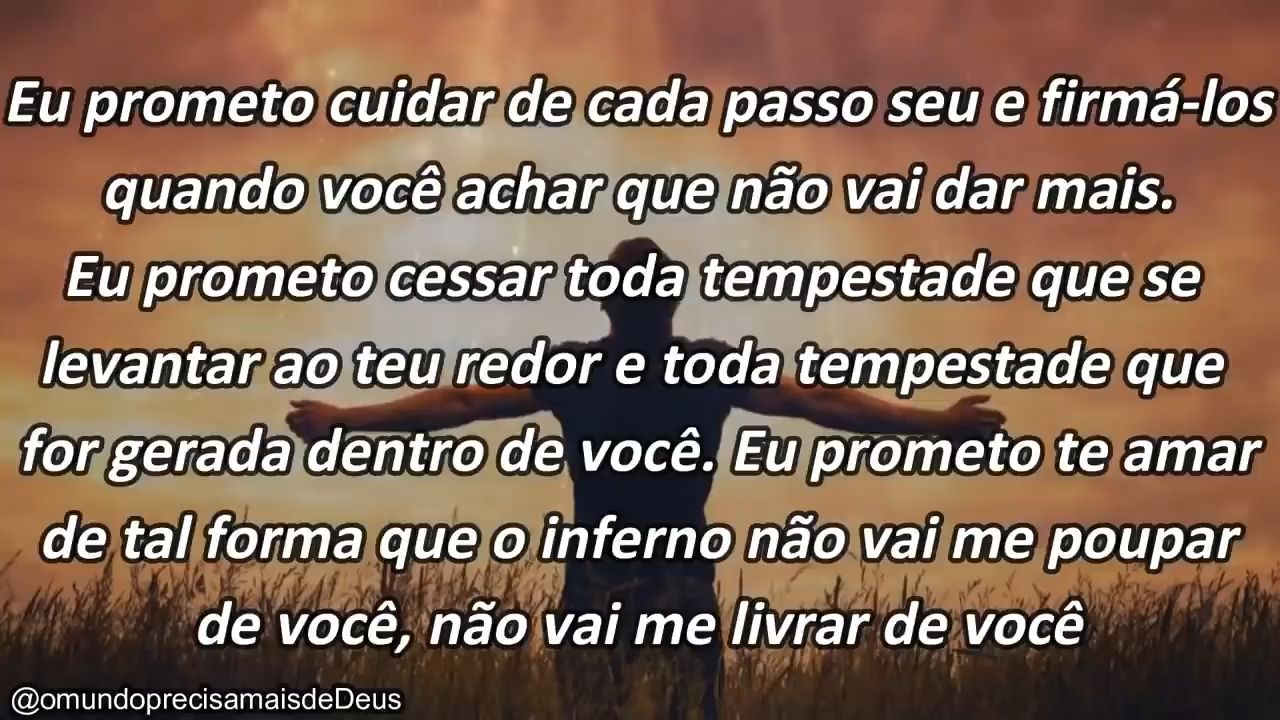 Eu prometo cuidar de cada passo seu e firmá-los
quando você achar que não vai dar mais.
Eu prometo cessar toda tempestade que se
levantar ao teu redor e toda tempestade que
for gerada dentro de você. Eu prometo te amar
de tal forma que o inferno não vai me poupar
de você, não vai me livrar de você
@omundoprecisamaisdeDeus